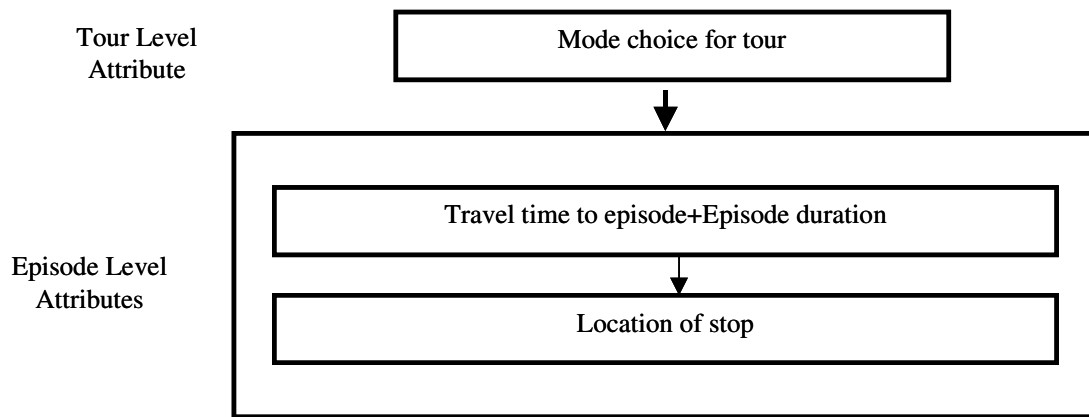 Tour Level
Attribute
Mode choice for tour
Travel time to episode+Episode duration
Episode Level
Attributes
Location of stop